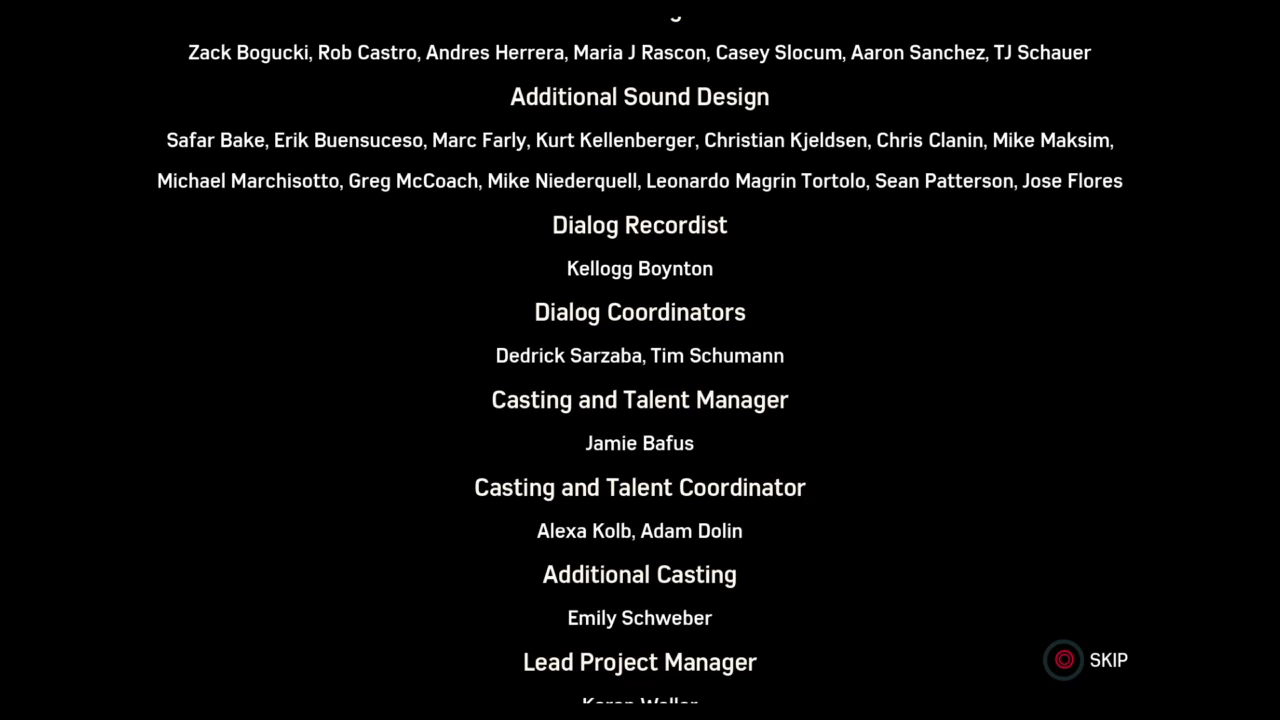 Zack Bogucki, Rob Castro, Andres Herrera, Maria J Rascon, Casey Slocum, Aaron Sanchez, TJ Schauer
Additional Sound Design
Safar Bake, Erik Buensuceso, Marc Farly, Kurt Kellenberger, Christian Kjeldsen, Chris Clanin, Mike Maksim,
Michael Marchisotto, Greg McCoach, Mike Niederquell, Leonardo Magrin Tortolo, Sean Patterson, Jose Flores
Dialog Recordist
Kellogg Boynton
Dialog Coordinators
Dedrick Sarzaba, Tim Schumann
Casting and Talent Manager
Jamie Bafus
Casting and Talent Coordinator
Alexa Kolb, Adam Dolin
Additional Casting
Emily Schweber
Lead Project Manager
SKIP